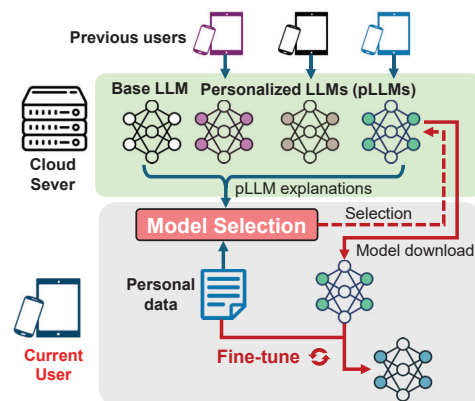 Previous users
Base LLM
Personalized LLMs (pLLMs)
Cloud
Sever
pLLM explanations
Model Selection
Selection
Model download
Personal
data
Fine-tune
Current
User